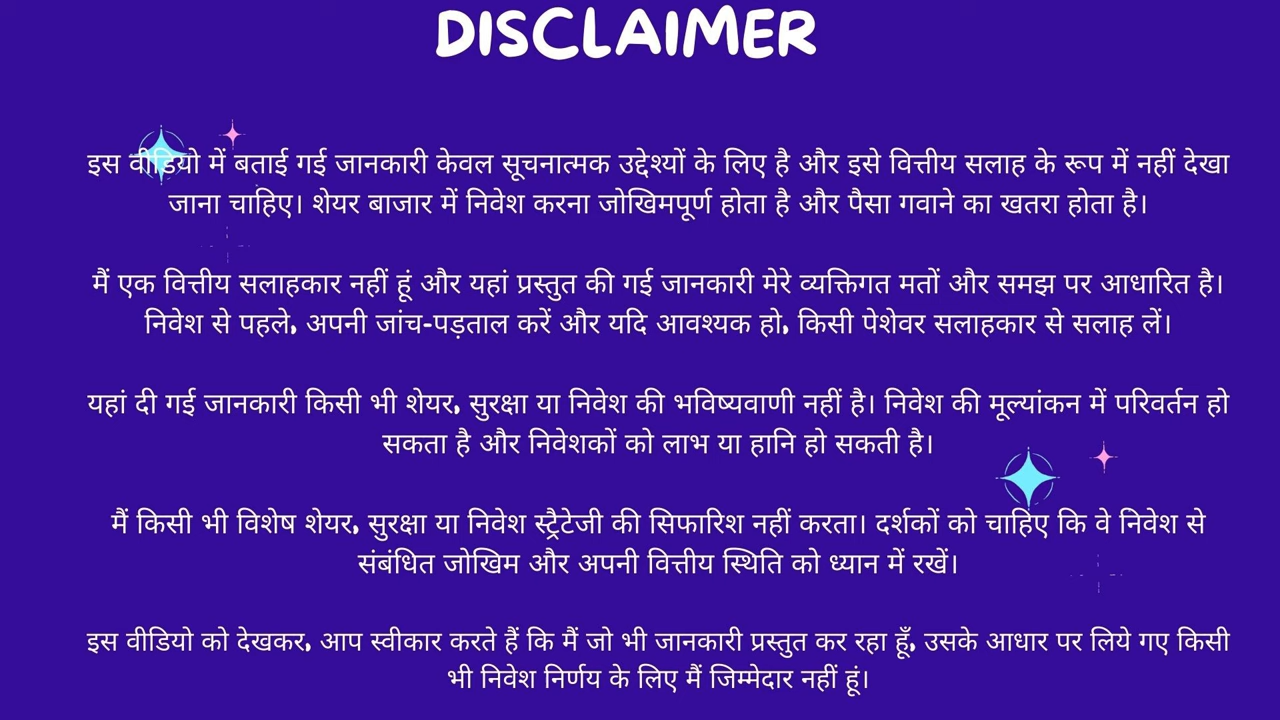 DISCLAIMER
इस वीडियो में बताई गई जानकारी केवल सूचनात्मक उद्देश्यों के लिए है और इसे वित्तीय सलाह के रूप में नहीं देखा
जाना चाहिए। शेयर बाजार में निवेश करना जोखिमपूर्ण होता है और पैसा गवाने का खतरा होता है।
मैं एक वित्तीय सलाहकार नहीं हूं और यहां प्रस्तुत की गई जानकारी मेरे व्यक्तिगत मतों और समझ पर आधारित है।
निवेश से पहले, अपनी जांच-पड़ताल करें और यदि आवश्यक हो, किसी पेशेवर सलाहकार से सलाह लें।
यहां दी गई जानकारी किसी भी शेयर, सुरक्षा या निवेश की भविष्यवाणी नहीं है। निवेश की मूल्यांकन में परिवर्तन हो
सकता है और निवेशकों को लाभ या हानि हो सकती है।
मैं किसी भी विशेष शेयर, सुरक्षा या निवेश स्ट्रैटेजी की सिफारिश नहीं करता। दर्शकों को चाहिए कि वे निवेश से
संबंधित जोखिम और अपनी वित्तीय स्थिति को ध्यान में रखें।
इस वीडियो को देखकर, आप स्वीकार करते हैं कि मैं जो भी जानकारी प्रस्तुत कर रहा हूँ, उसके आधार पर लिये गए किसी
भी निवेश निर्णय के लिए मैं जिम्मेदार नहीं हूं।